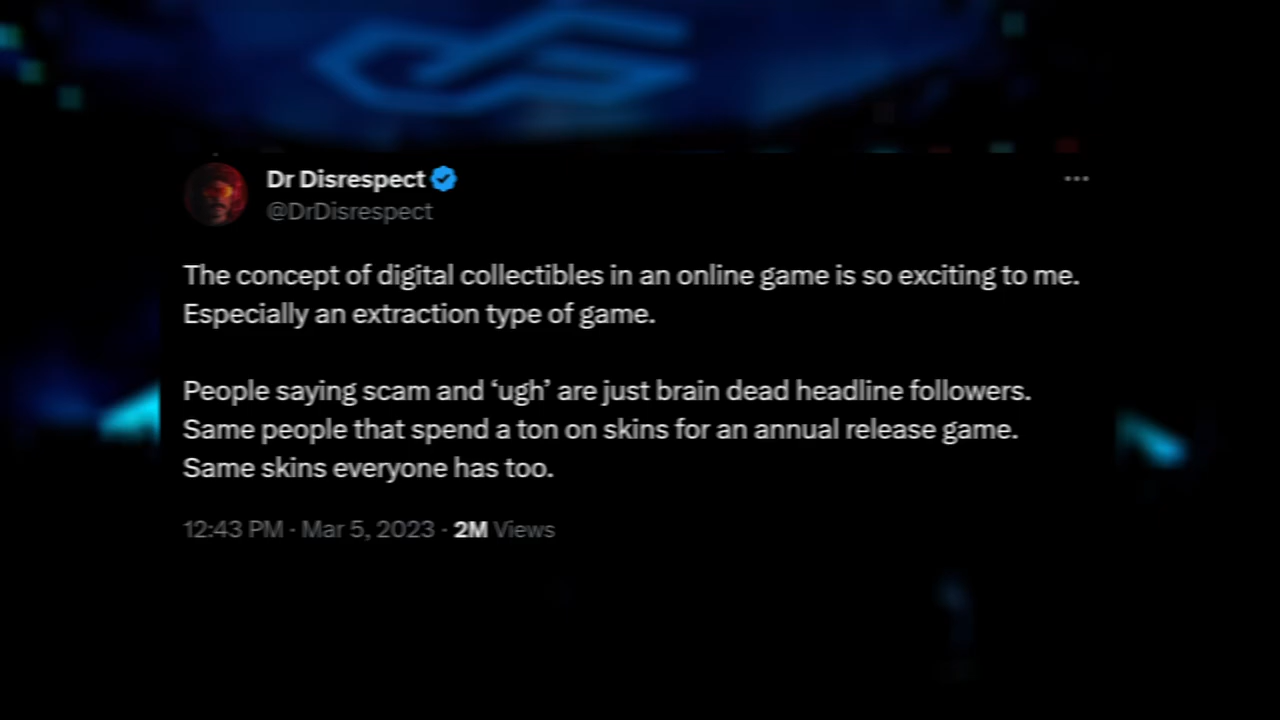 Dr Disrespect
@DrDisrespect
The concept of digital collectibles in an online game is so exciting to me.
Especially an extraction type of game.
People saying scam and ‘ugh’ are just brain dead headline followers.
Same people that spend a ton on skins for an annual release game.
Same skins everyone has too.
12:43 PM · Mar 5, 2023 · 2M Views